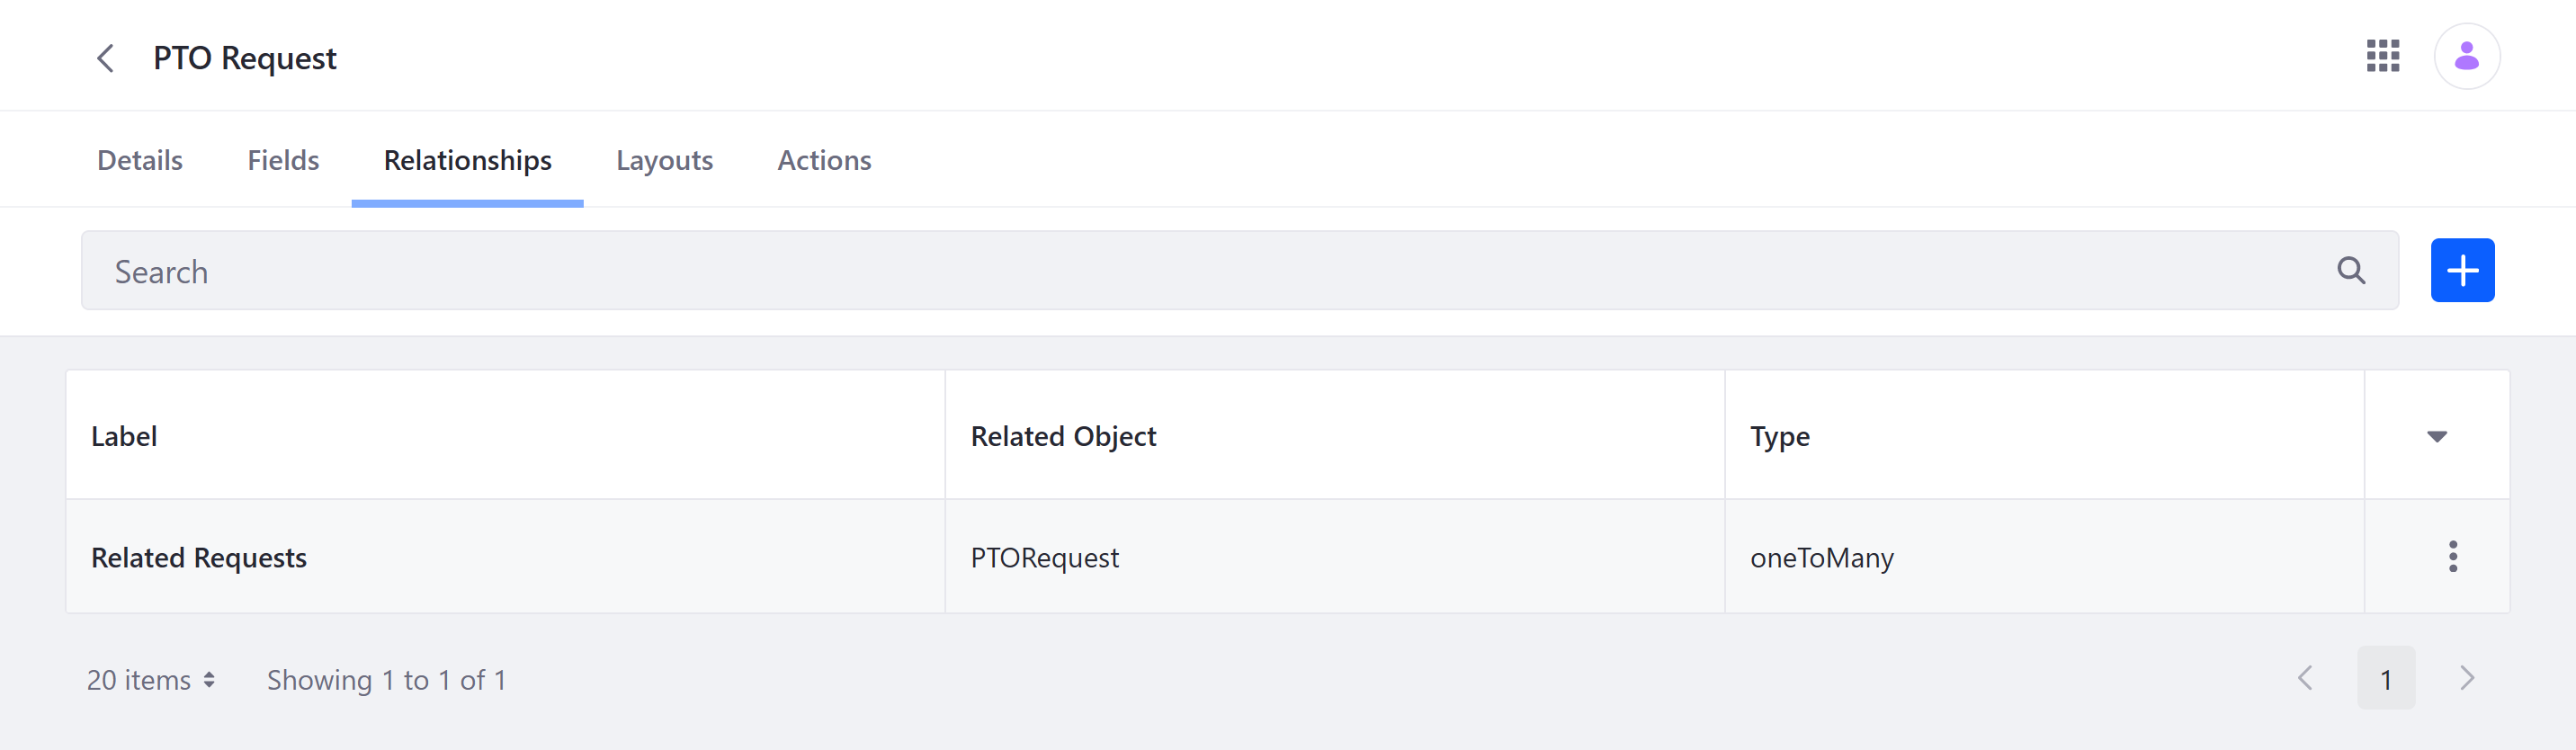 PTO Request
Details Fields Relationships Layouts Actions
Search
Label Related Object Type
Related Requests PTORequest oneToMany
20 items Showing 1 to 1 of 1 1